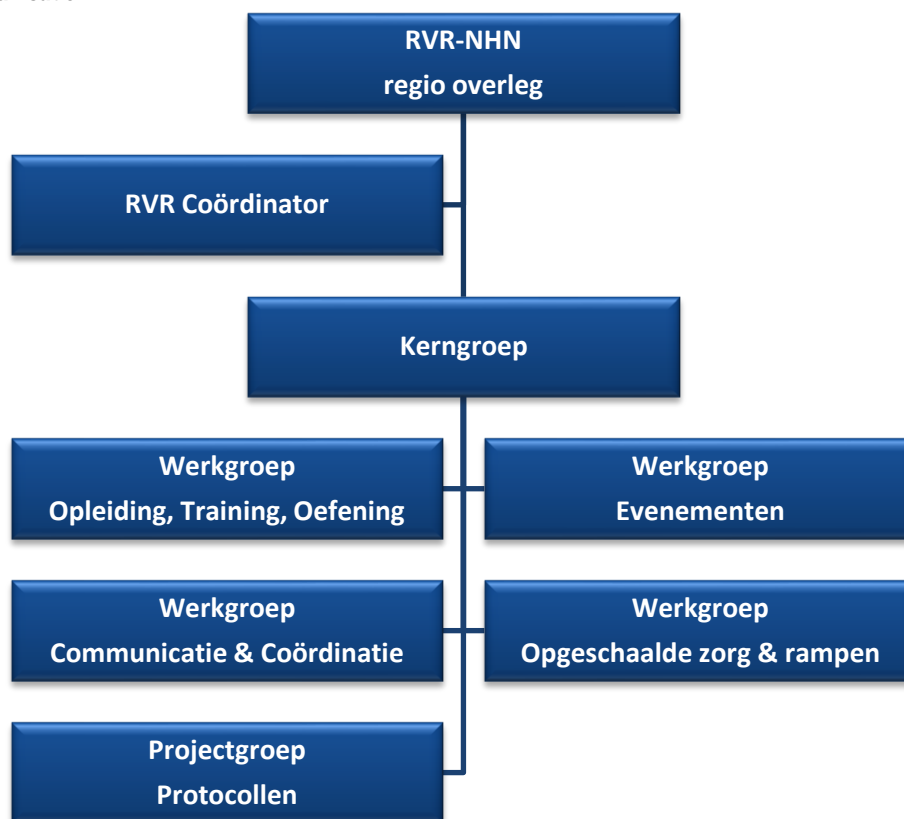 RVR-NHN
regio overleg
RVR Coördinator
Kerngroep
Werkgroep
Opleiding, Training, Oefening
Werkgroep
Evenementen
Werkgroep
Communicatie & Coördinatie
Werkgroep
Opgeschaalde zorg & rampen
Projectgroep
Protocollen